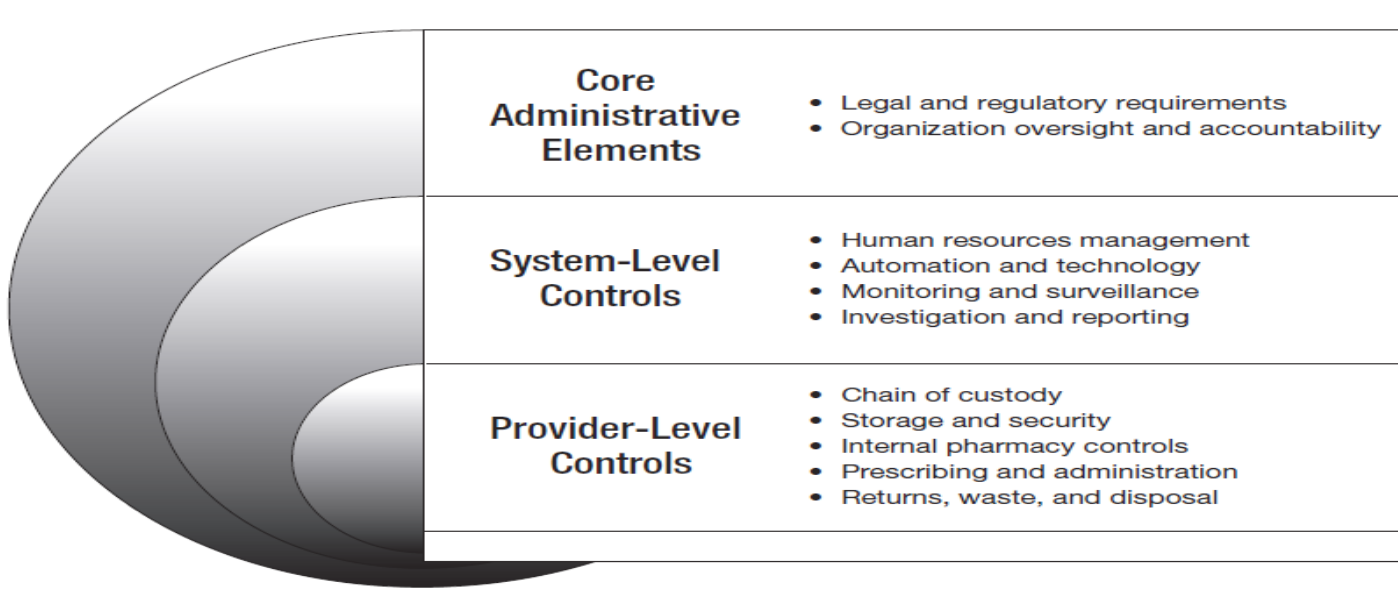 Core
Administrative
Elements
• Legal and regulatory requirements
• Organization oversight and accountability
System-Level
Controls
• Human resources management
• Automation and technology
• Monitoring and surveillance
• Investigation and reporting
Provider-Level
Controls
• Chain of custody
• Storage and security
• Internal pharmacy controls
• Prescribing and administration
• Returns, waste, and disposal